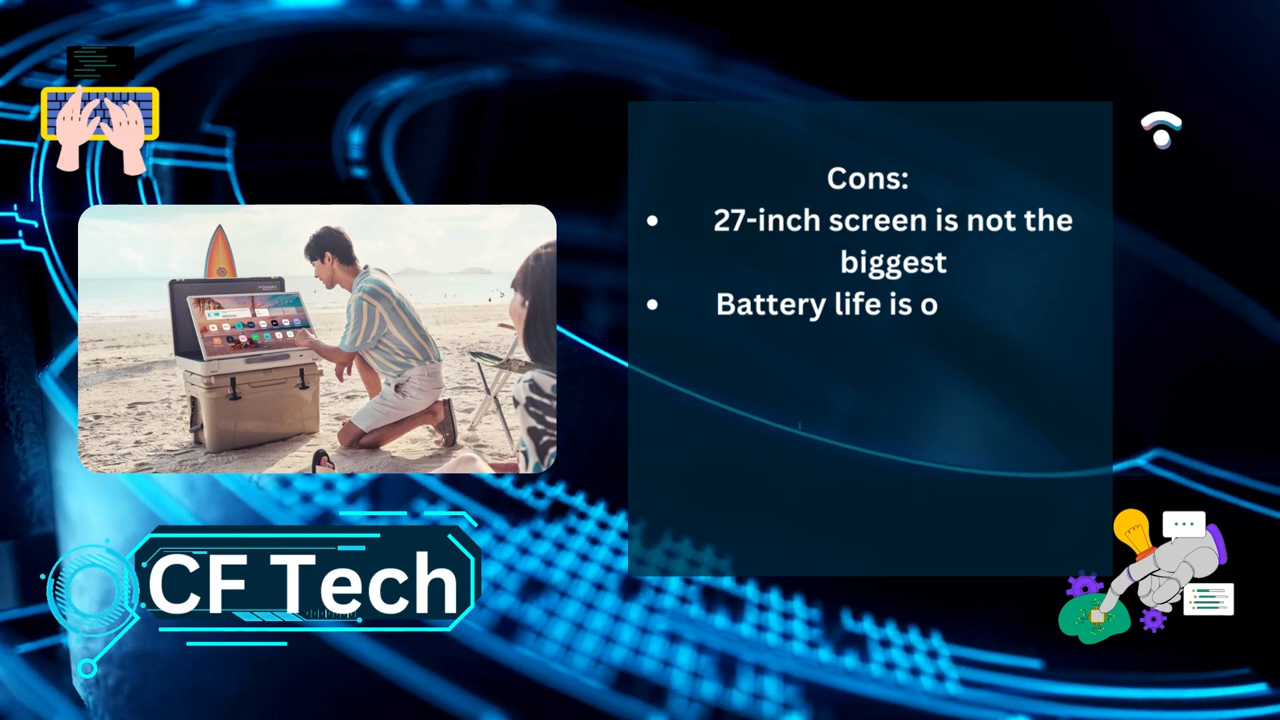 Cons:
• 27-inch screen is not the
biggest
• Battery life is o
CF Tech